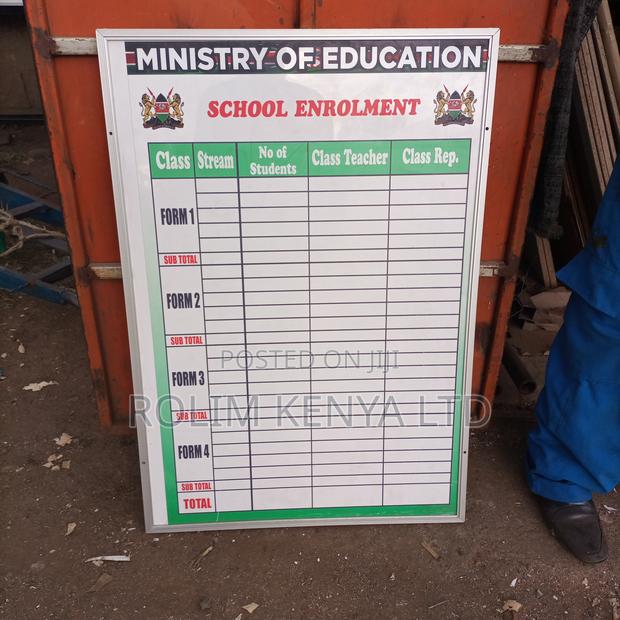 MINISTRY OF EDUCATION
SCHOOL ENROLMENT
Class Stream No of Students Class Teacher Class Rep.
FORM 1
SUB TOTAL
FORM 2
SUB TOTAL
POSTED ON JIJI
FORM 3
ROLIM KENYA LTD
SUB TOTAL
FORM 4
SUB TOTAL
TOTAL